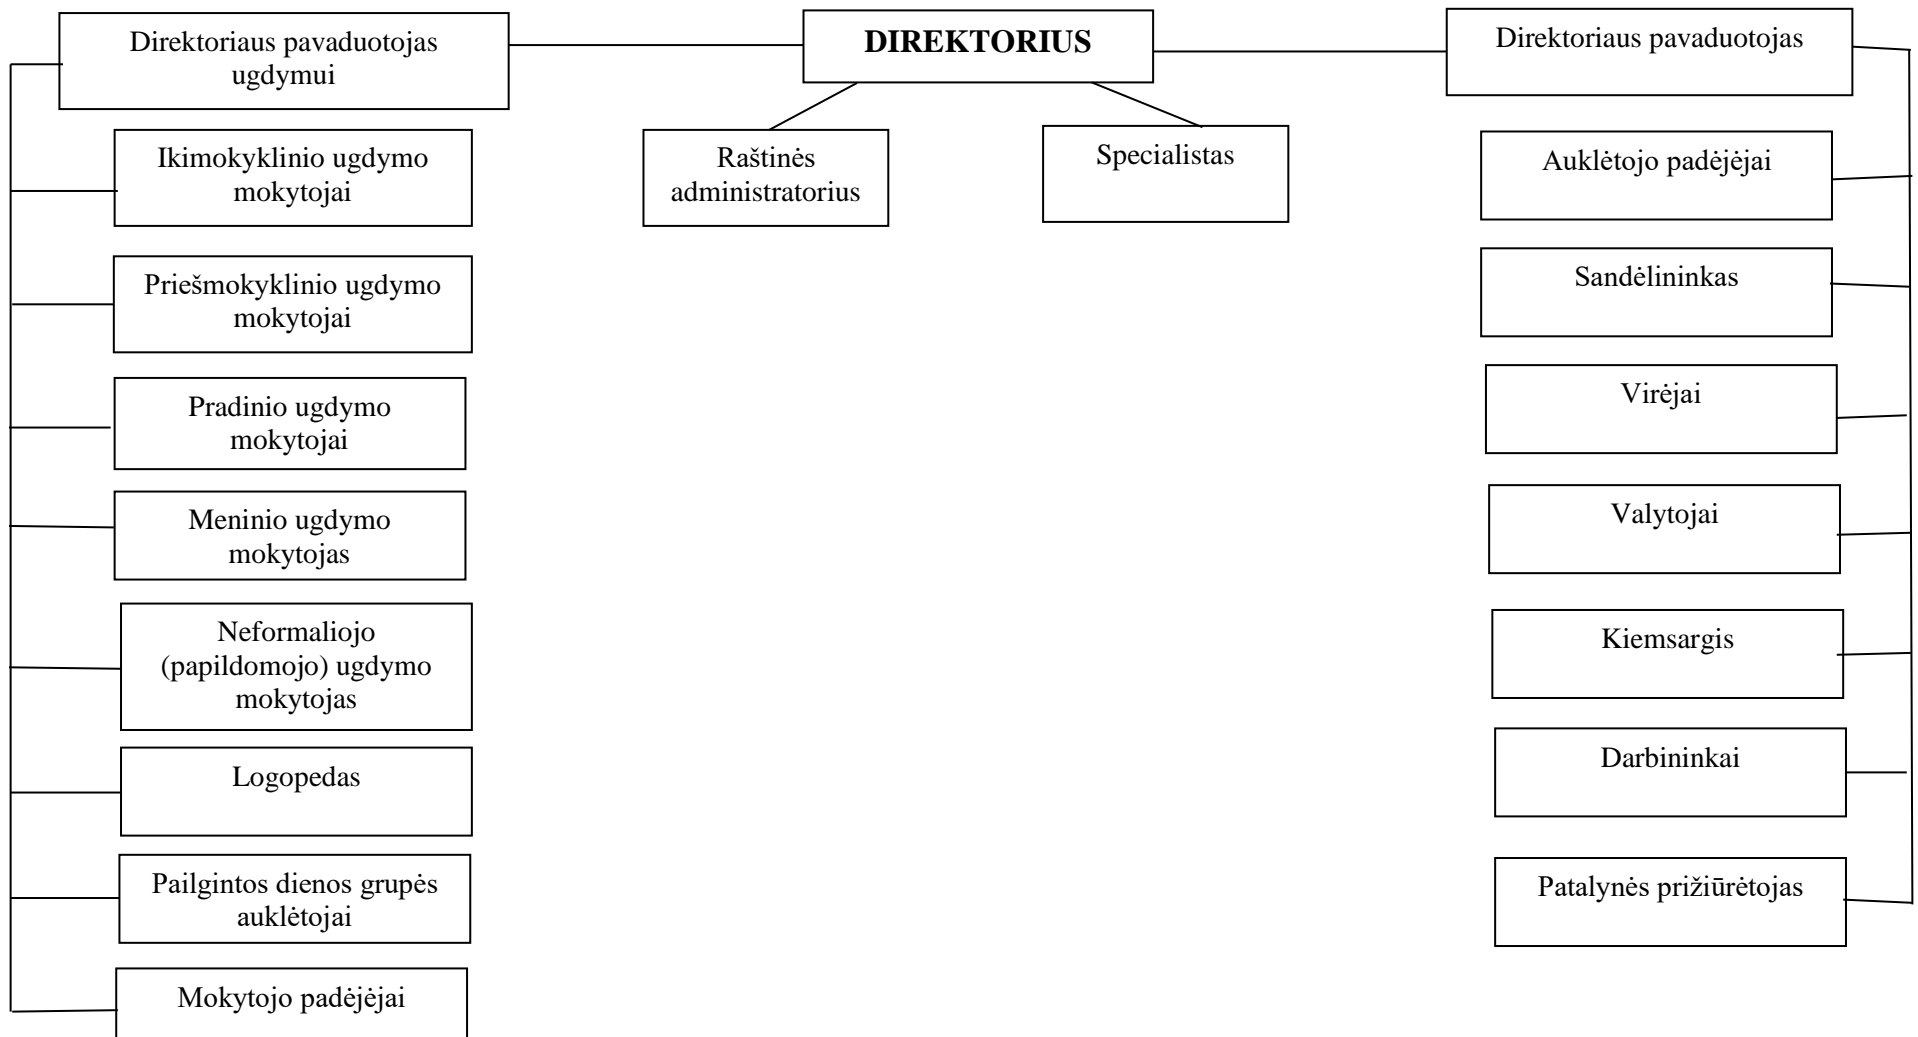 Direktoriaus pavaduotojas
ugdymui
DIREKTORIUS
Direktoriaus pavaduotojas
Ikimokyklinio ugdymo
mokytojai
Priešmokyklinio ugdymo
mokytojai
Pradinio ugdymo
mokytojai
Meninio ugdymo
mokytojas
Neformaliojo
(papildomojo) ugdymo
mokytojas
Logopedas
Pailgintos dienos grupės
auklėtojai
Mokytojo padėjėjai
Raštinės
administratorius
Specialistas
Auklėtojo padėjėjai
Sandėlininkas
Virėjai
Valytojai
Kiemsargis
Darbininkai
Patalynės prižiūrėtojas